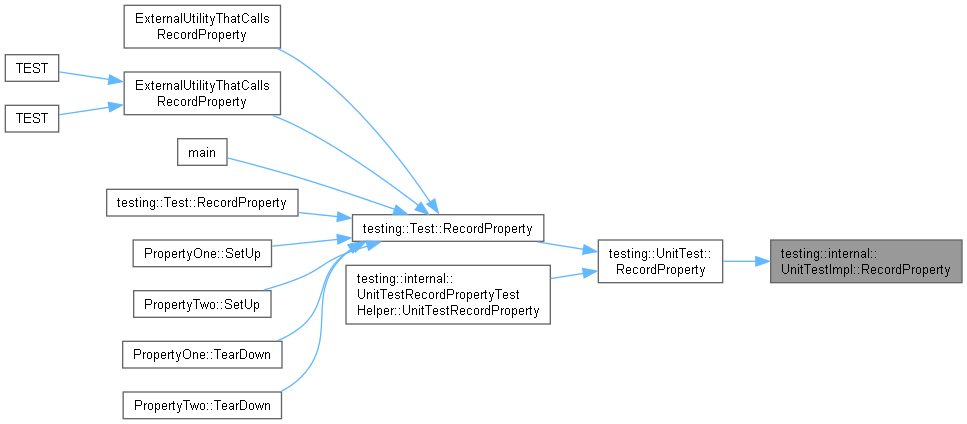 ExternalUtilityThatCalls
RecordProperty
TEST
ExternalUtilityThatCalls
RecordProperty
TEST
main
testing::Test::RecordProperty
testing::Test::RecordProperty
PropertyOne::SetUp
testing::UnitTest::
RecordProperty
testing::internal::
UnitTestImpl::RecordProperty
testing::internal::
UnitTestRecordPropertyTest
Helper::UnitTestRecordProperty
PropertyTwo::SetUp
PropertyOne::TearDown
PropertyTwo::TearDown